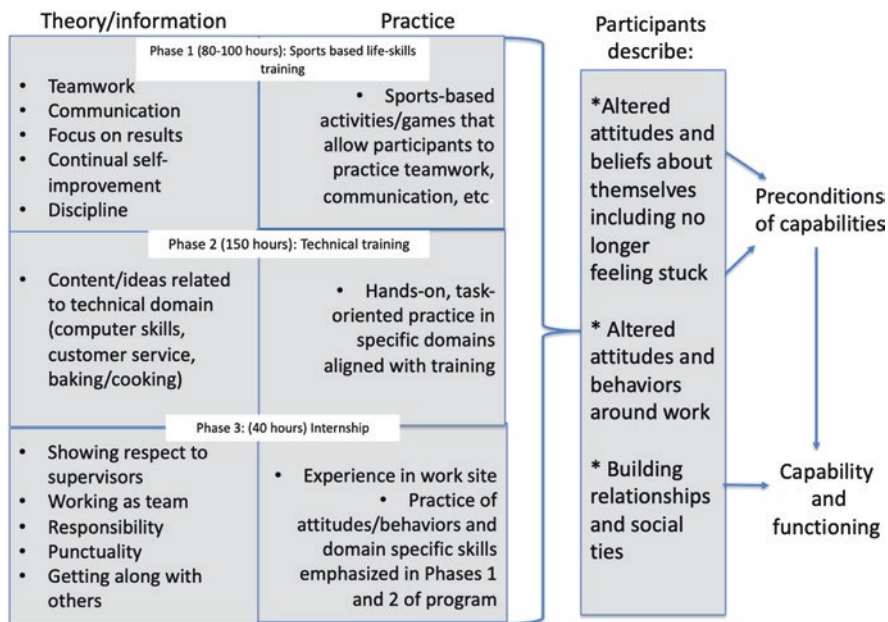 Theory/information
Practice
Phase 1 (80-100 hours): Sports based life-skills
training
• Teamwork
• Communication
• Focus on results
• Continual self-
improvement
• Discipline
• Sports-based
activities/games that
allow participants to
practice teamwork,
communication, etc.
Phase 2 (150 hours): Technical training
• Content/ideas related
to technical domain
(computer skills,
customer service,
baking/cooking)
• Hands-on, task-
oriented practice in
specific domains
aligned with training
Phase 3: (40 hours) Internship
• Showing respect to
supervisors
• Working as team
• Responsibility
• Punctuality
• Getting along with
others
• Experience in work site
• Practice of
attitudes/behaviors and
domain specific skills
emphasized in Phases 1
and 2 of program
Participants
describe:
*Altered
attitudes and
beliefs about
themselves
including no
longer
feeling stuck
* Altered
attitudes and
behaviors
around work
* Building
relationships
and social
ties
Preconditions
of capabilities
Capability
and
functioning